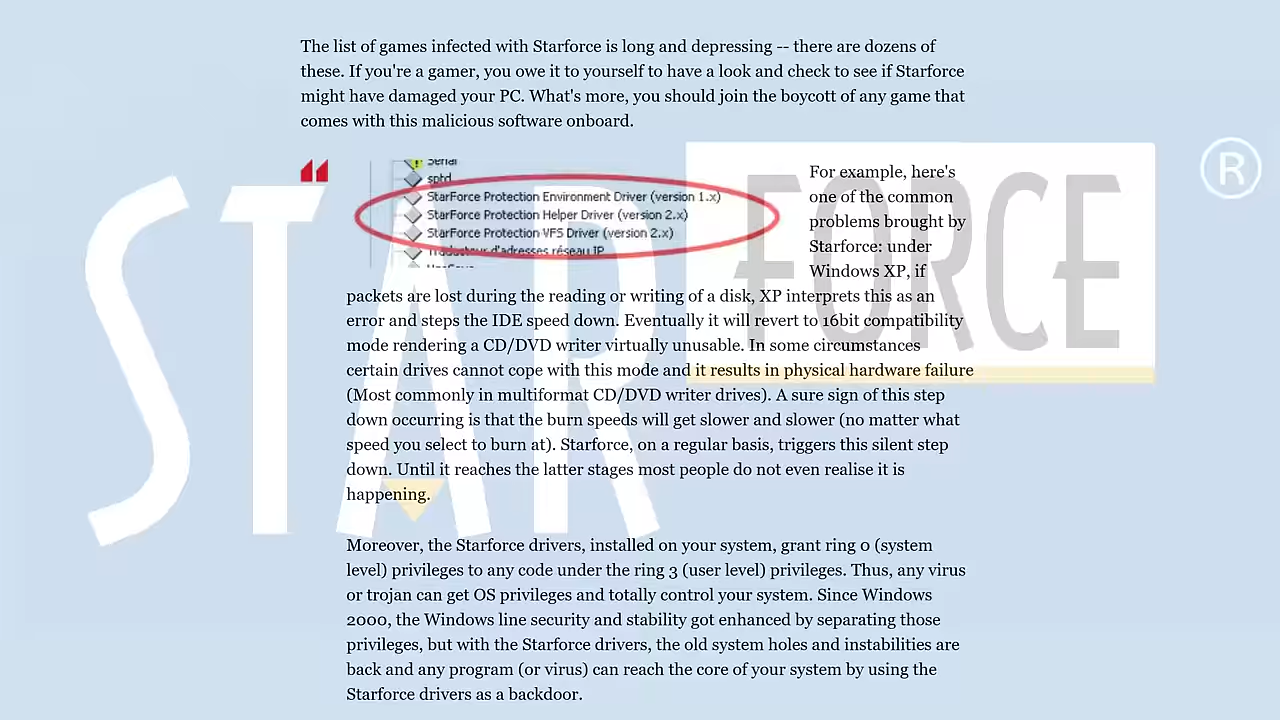 The list of games infected with Starforce is long and depressing -- there are dozens of
these. If you're a gamer, you owe it to yourself to have a look and check to see if Starforce
might have damaged your PC. What's more, you should join the boycott of any game that
comes with this malicious software onboard.
STAR FORCE ®
Serial
sptd
StarForce Protection Environment Driver (version 1.x)
StarForce Protection Helper Driver (version 2.x)
StarForce Protection VFS Driver (version 2.x)
Traducteur d'adresses réseau IP
For example, here's
one of the common
problems brought by
Starforce: under
Windows XP, if
packets are lost during the reading or writing of a disk, XP interprets this as an
error and steps the IDE speed down. Eventually it will revert to 16bit compatibility
mode rendering a CD/DVD writer virtually unusable. In some circumstances
certain drives cannot cope with this mode and it results in physical hardware failure
(Most commonly in multiformat CD/DVD writer drives). A sure sign of this step
down occurring is that the burn speeds will get slower and slower (no matter what
speed you select to burn at). Starforce, on a regular basis, triggers this silent step
down. Until it reaches the latter stages most people do not even realise it is
happening.
Moreover, the Starforce drivers, installed on your system, grant ring 0 (system
level) privileges to any code under the ring 3 (user level) privileges. Thus, any virus
or trojan can get OS privileges and totally control your system. Since Windows
2000, the Windows line security and stability got enhanced by separating those
privileges, but with the Starforce drivers, the old system holes and instabilities are
back and any program (or virus) can reach the core of your system by using the
Starforce drivers as a backdoor.